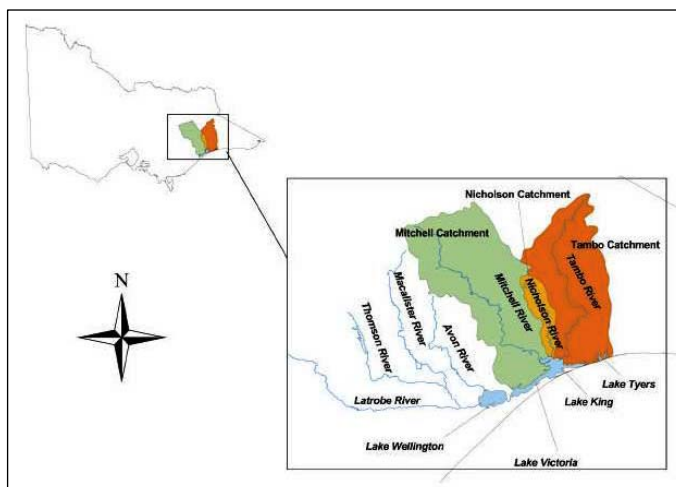 Nicholson Catchment
Mitchell Catchment
Tambo Catchment
Tambo River
Nicholson River
Mitchell River
Macalister River
Thomson River
Avon River
Latrobe River
Lake Tyers
Lake King
Lake Wellington
Lake Victoria
N